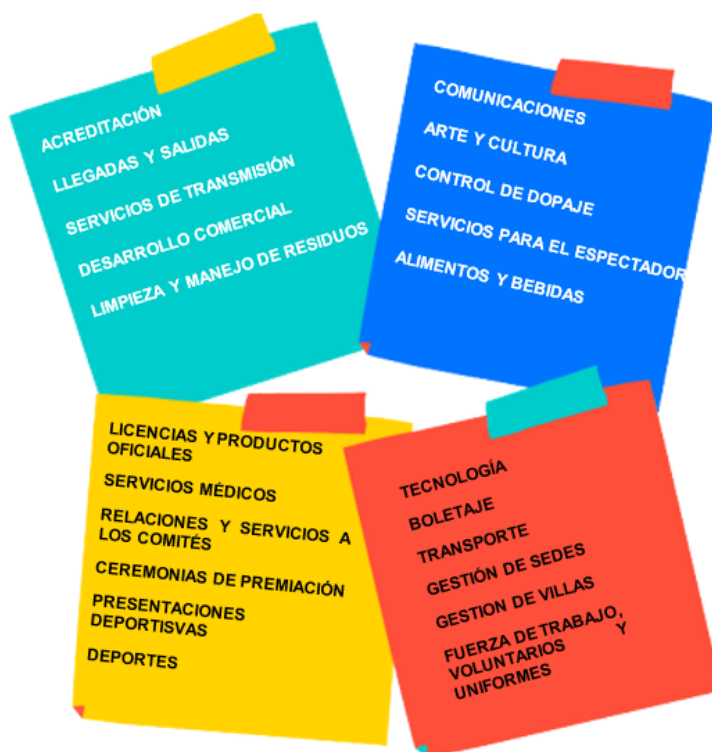 ACREDITACIÓN
LLEGADAS Y SALIDAS
SERVICIOS DE TRANSMISIÓN
DESARROLLO COMERCIAL
LIMPIEZA Y MANEJO DE RESIDUOS
COMUNICACIONES
ARTE Y CULTURA
CONTROL DE DOPAJE
SERVICIOS PARA EL ESPECTADOR
ALIMENTOS Y BEBIDAS
LICENCIAS Y PRODUCTOS
OFICIALES
SERVICIOS MÉDICOS
RELACIONES Y SERVICIOS A
LOS COMITÉS
CEREMONIAS DE PREMIACIÓN
PRESENTACIONES
DEPORTISVAS
DEPORTES
TECNOLOGÍA
BOLETAJE
TRANSPORTE
GESTIÓN DE SEDES
GESTION DE VILLAS
FUERZA DE TRABAJO,
VOLUNTARIOS Y
UNIFORMES